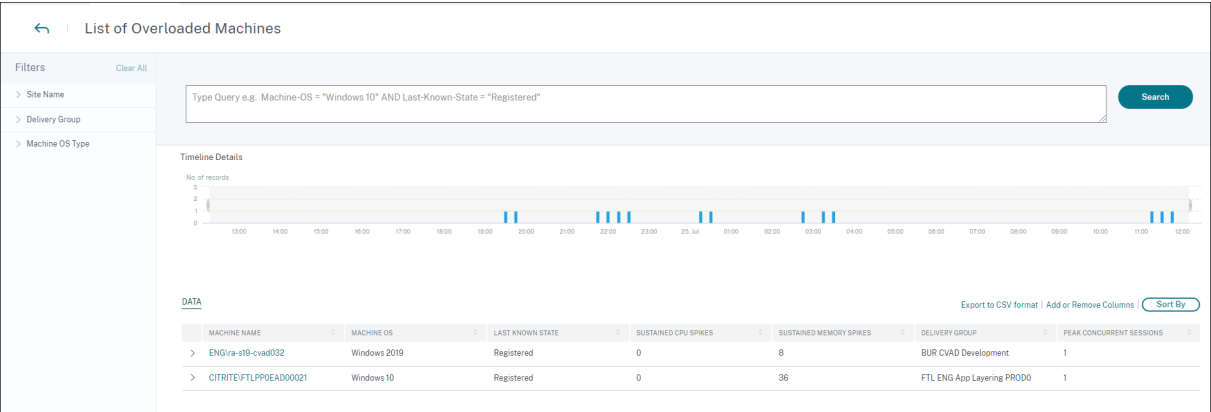 List of Overloaded Machines
Filters Clear All
Site Name
Delivery Group
Machine OS Type
Type Query e.g. Machine-OS = "Windows 10" AND Last-Known-State = "Registered"
Search
Timeline Details
No. of records
3
2
1
0
13:00 14:00 15:00 16:00 17:00 18:00 19:00 20:00 21:00 22:00 23:00 25. Jul 01:00 02:00 03:00 04:00 05:00 06:00 07:00 08:00 09:00 10:00 11:00 12:00
DATA
Export to CSV format | Add or Remove Columns | Sort By
MACHINE NAME MACHINE OS LAST KNOWN STATE SUSTAINED CPU SPIKES SUSTAINED MEMORY SPIKES DELIVERY GROUP PEAK CONCURRENT SESSIONS
ENG\ra-s19-cvad032 Windows 2019 Registered 0 8 BUR CVAD Development 1
CITRITE\FTLPP0EAD00021 Windows 10 Registered 0 36 FTL ENG App Layering PROD0 1